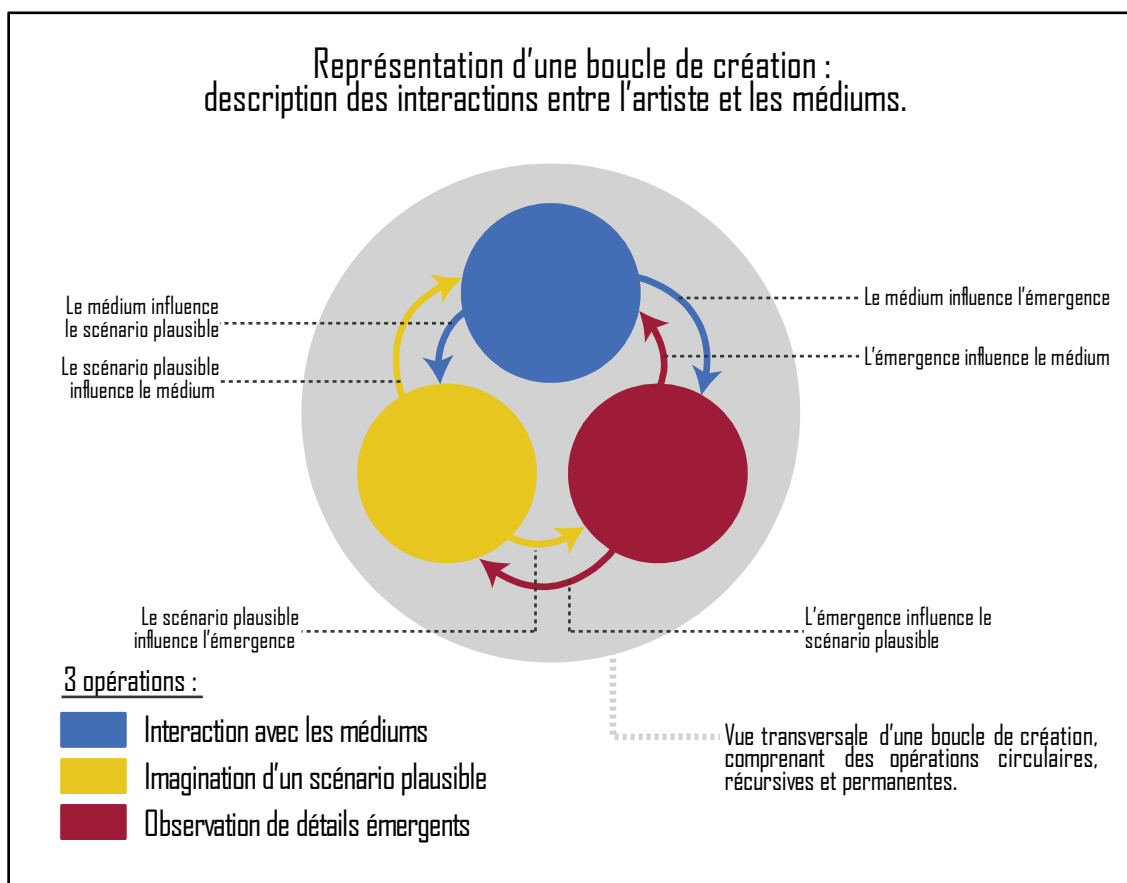 Représentation d'une boucle de création :
description des interactions entre l'artiste et les médiums.
Le médium influence
le scénario plausible
Le scénario plausible
influence le médium
Le médium influence l'émergence
L'émergence influence le médium
Le scénario plausible
influence l'émergence
L'émergence influence le
scénario plausible
3 opérations :
Interaction avec les médiums
Imagination d'un scénario plausible
Observation de détails émergents
Vue transversale d'une boucle de création,
comprenant des opérations circulaires,
récursives et permanentes.